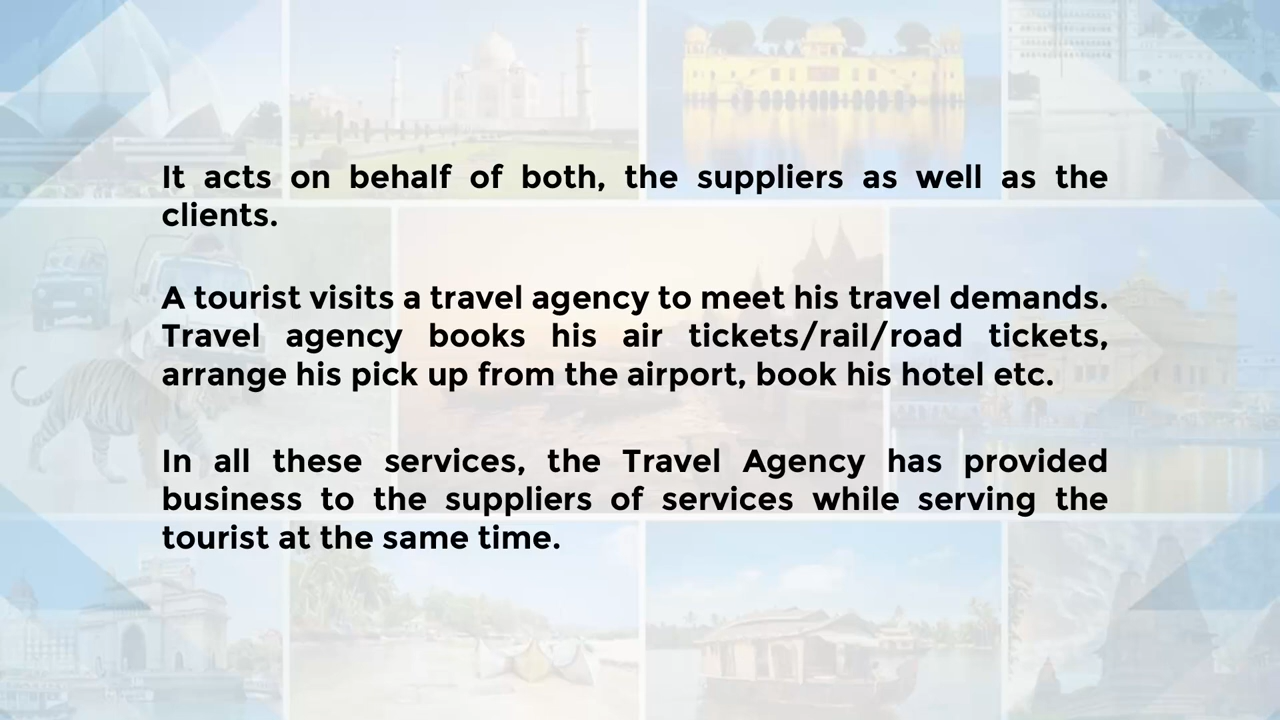 It acts on behalf of both, the suppliers as well as the
clients.
A tourist visits a travel agency to meet his travel demands.
Travel agency books his air tickets/rail/road tickets,
arrange his pick up from the airport, book his hotel etc.
In all these services, the Travel Agency has provided
business to the suppliers of services while serving the
tourist at the same time.